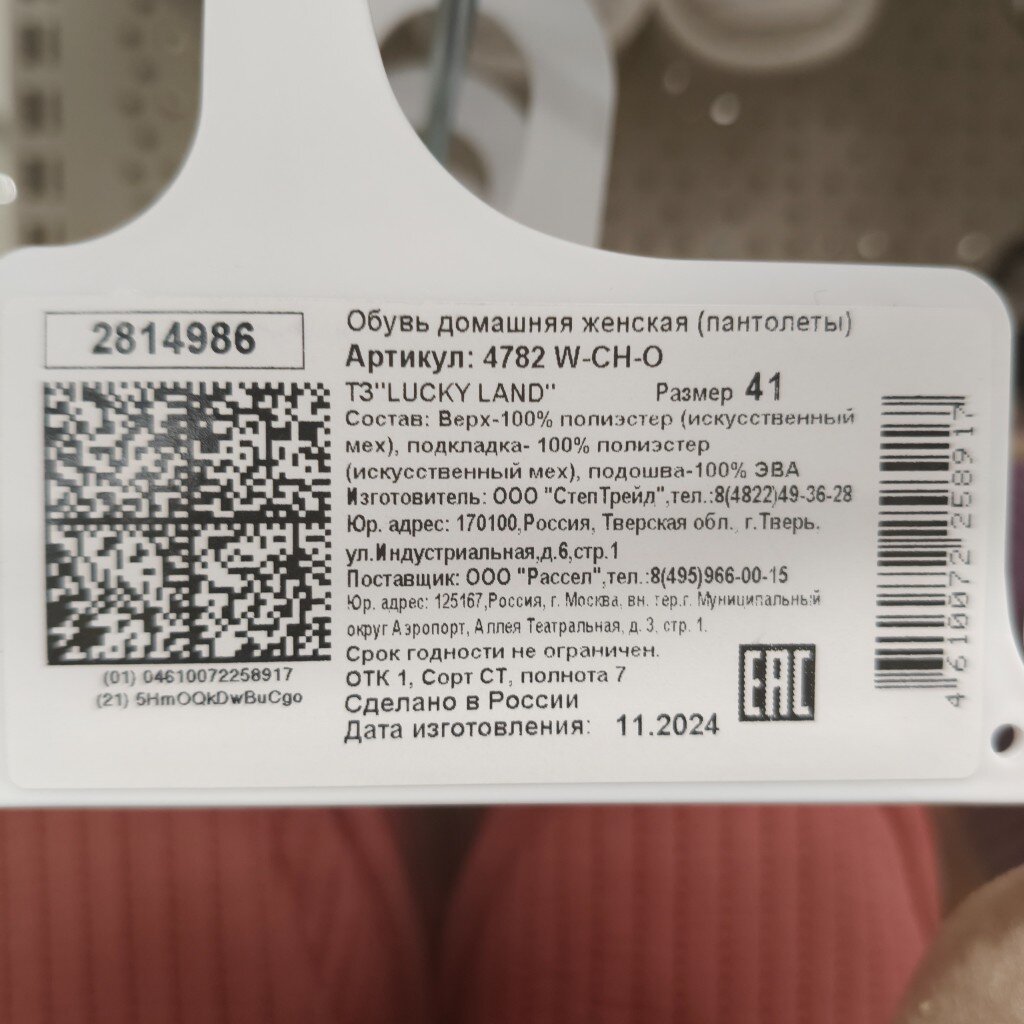 2814986
(01) 04610072258917
(21) 5HmOQkDwBuCgo
Обувь домашняя женская (пантолеты)
Артикул: 4782 W-CH-O
ТЗ"LUCKY LAND" Размер 41
Состав: Верх-100% полиэстер (искусственный
мех), подкладка- 100% полиэстер
(искусственный мех), подошва-100% ЭВА
Изготовитель: ООО "СтепТрейд",тел.:8(4822)49-36-28
Юр. адрес: 170100,Россия, Тверская обл., г.Тверь.
ул.Индустриальная,д.6,стр.1
Поставщик: ООО "Рассел",тел.:8(495)966-00-15
Юр. адрес: 125167,Россия, г. Москва, вн. тер.г. Муниципальный
округ Аэропорт, Аллея Театральная, д. 3, стр. 1.
Срок годности не ограничен.
ОТК 1, Сорт СТ, полнота 7
Сделано в России
Дата изготовления: 11.2024
EAC
4 610072 258917